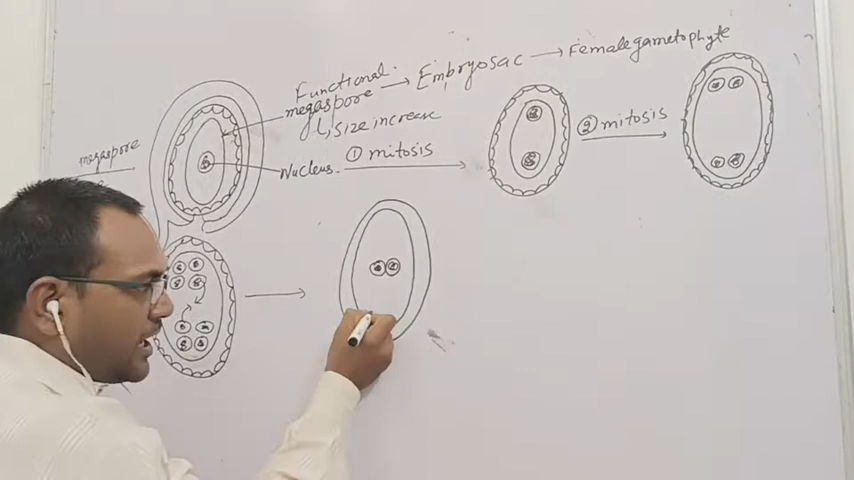 Functional
megaspore → Embryosac → Female gametophyte
↓, size increase
megaspore
Nucleus.
① mitosis
② mitosis